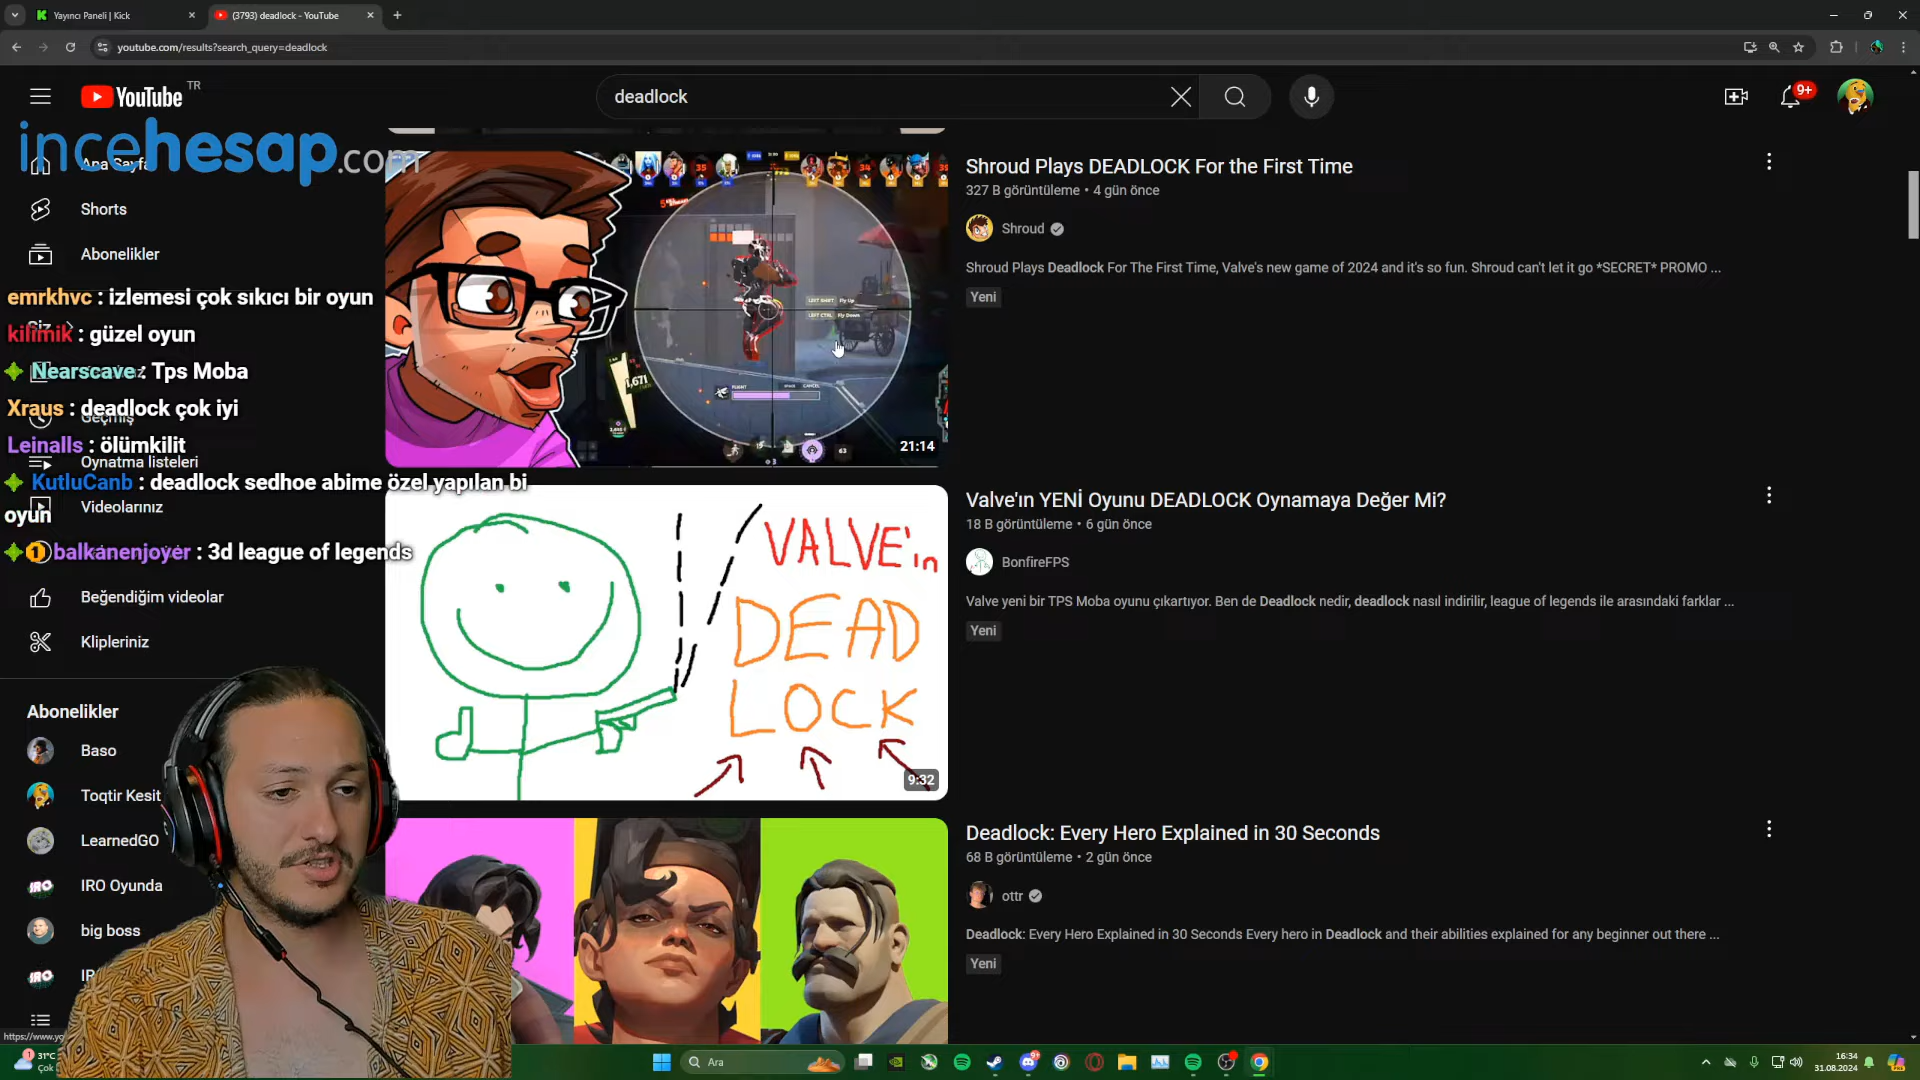 Yayıncı Paneli | Kick
(3793) deadlock - YouTube
youtube.com/results?search_query=deadlock
YouTube TR
deadlock
9+
incehesap.com
Ana Sayfa
Shorts
Abonelikler
Siz
Geçmiş
Oynatma listeleri
Videolarınız
Beğendiğim videolar
Klipleriniz
emrkhvc : izlemesi çok sıkıcı bir oyun
kilimik : güzel oyun
Nearscave : Tps Moba
Xraus : deadlock çok iyi
Leinalls : ölümkilit
KutluCanb : deadlock sedhoe abime özel yapılan bi
oyun
balkanenjoyer : 3d league of legends
Abonelikler
Baso
Toqtir Kesit
LearnedGO
IRO Oyunda
big boss
21:14
Shroud Plays DEADLOCK For the First Time
327 B görüntüleme • 4 gün önce
Shroud
Shroud Plays Deadlock For The First Time, Valve's new game of 2024 and it's so fun. Shroud can't let it go *SECRET* PROMO ...
Yeni
VALVE'ın
DEAD
LOCK
9:32
Valve'ın YENİ Oyunu DEADLOCK Oynamaya Değer Mi?
18 B görüntüleme • 6 gün önce
BonfireFPS
Valve yeni bir TPS Moba oyunu çıkartıyor. Ben de Deadlock nedir, deadlock nasıl indirilir, league of legends ile arasındaki farklar ...
Yeni
Deadlock: Every Hero Explained in 30 Seconds
68 B görüntüleme • 2 gün önce
ottr
Deadlock: Every Hero Explained in 30 Seconds Every hero in Deadlock and their abilities explained for any beginner out there ...
Yeni
31°C
Ara
16:34
31.08.2024